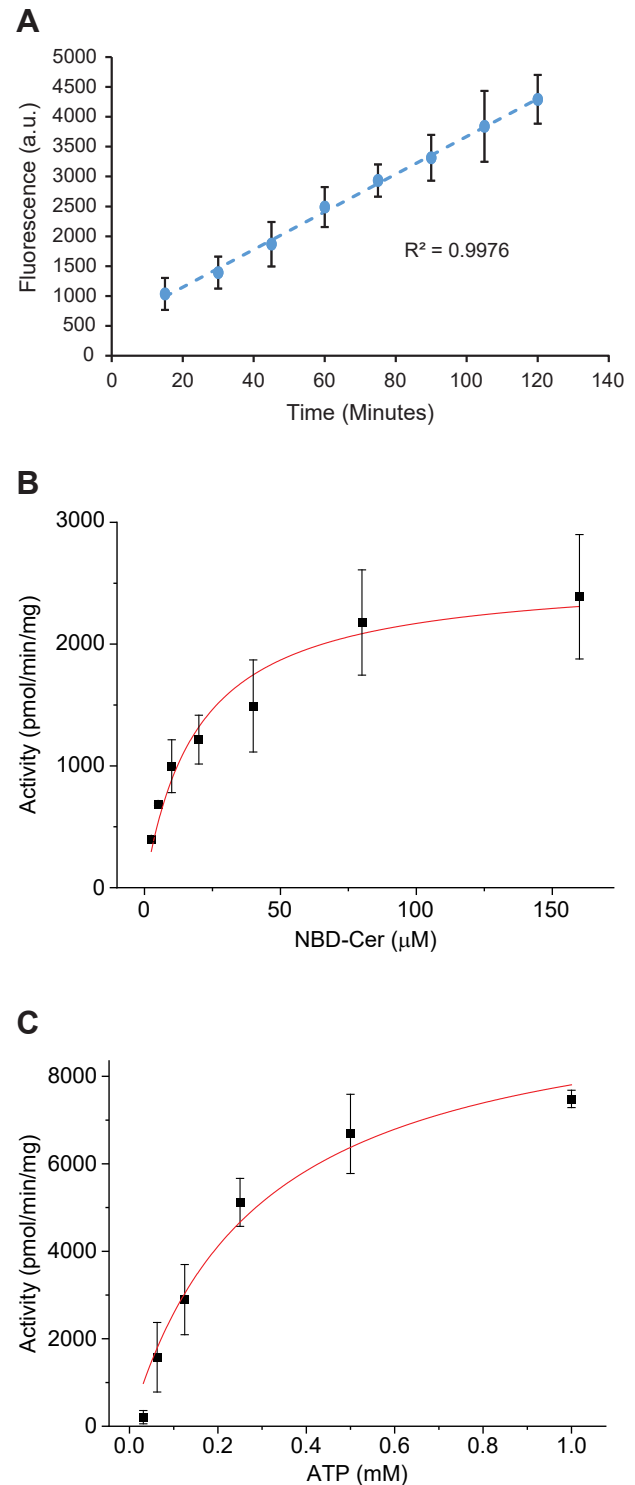 A
5000
4500
4000
3500
3000
2500
2000
1500
1000
500
0
Fluorescence (a.u.)
R² = 0.9976
0 20 40 60 80 100 120 140
Time (Minutes)
B
3000
2000
1000
0
Activity (pmol/min/mg)
0 50 100 150
NBD-Cer (μM)
C
8000
6000
4000
2000
0
Activity (pmol/min/mg)
0.0 0.2 0.4 0.6 0.8 1.0
ATP (mM)